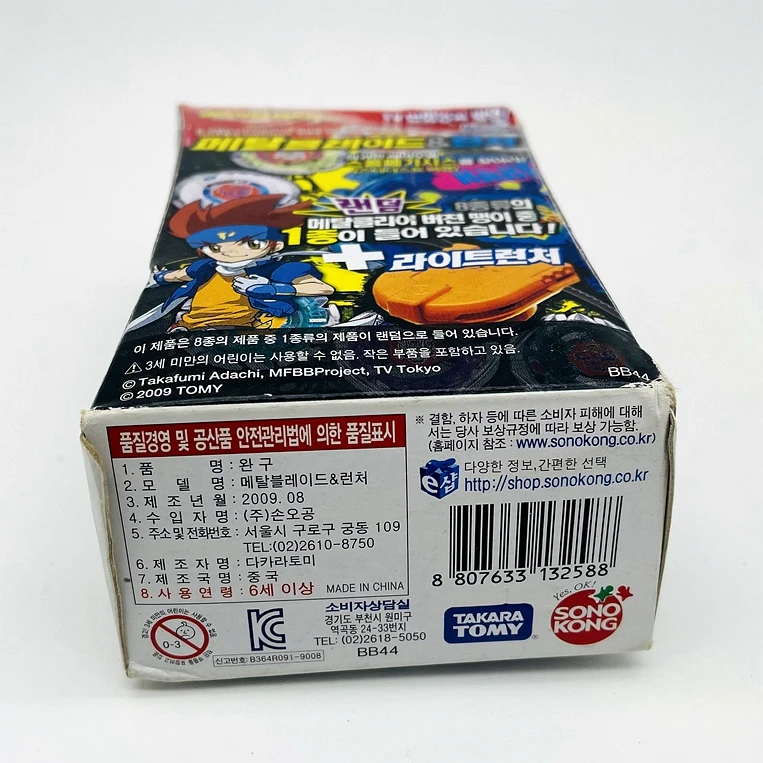 메탈블레이드&런처
랜덤 8종류의
메탈블레이 버전 팽이 중
1종이 들어 있습니다!
+ 라이트런처
이 제품은 8종의 제품 중 1종류의 제품이 랜덤으로 들어 있습니다.
⚠ 3세 미만의 어린이는 사용할 수 없음. 작은 부품을 포함하고 있음.
© Takafumi Adachi, MFBBProject, TV Tokyo
© 2009 TOMY
BB44
품질경영 및 공산품 안전관리법에 의한 품질표시
1. 품 명 : 완 구
2. 모 델 명 : 메탈블레이드&런처
3. 제 조 년 월 : 2009. 08
4. 수 입 자 명 : (주)손오공
5. 주소 및 전화번호 : 서울시 구로구 궁동 109
TEL:(02)2610-8750
6. 제 조 자 명 : 다카라토미
7. 제 조 국 명 : 중국
8. 사 용 연 령 : 6세 이상 MADE IN CHINA
※ 결함, 하자 등에 따른 소비자 피해에 대해
서는 당사 보상규정에 따라 보상 가능함.
(홈페이지 참조 : www.sonokong.co.kr)
e샵 다양한 정보,간편한 선택
http://shop.sonokong.co.kr
8 807633 132588
0-3
신고번호: B364R091-9008
소비자상담실
경기도 부천시 원미구
역곡동 24-33번지
TEL: (02)2618-5050
BB44
TAKARA
TOMY
Yes, OK!
SONO
KONG